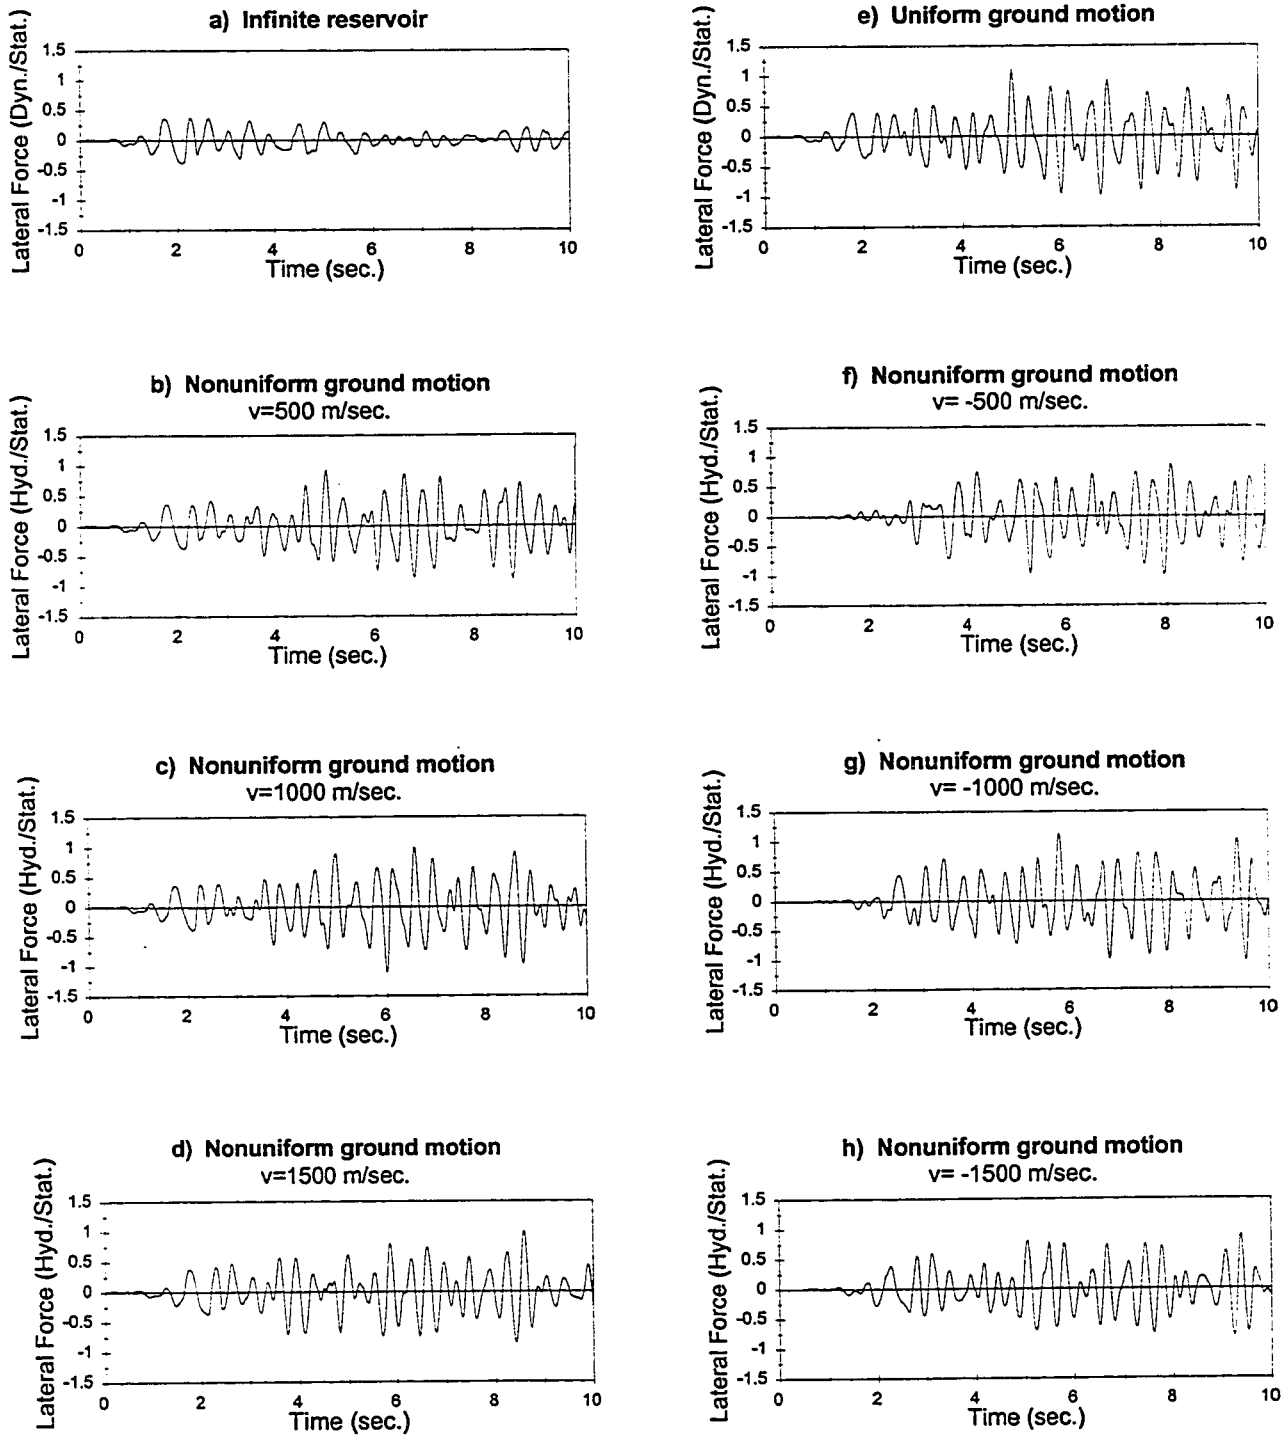 a) Infinite reservoir
Lateral Force (Dyn./Stat.)
1.5
1
0.5
0
-0.5
-1
-1.5
0 2 4 6 8 10
Time (sec.)
e) Uniform ground motion
Lateral Force (Dyn./Stat.)
1.5
1
0.5
0
-0.5
-1
-1.5
0 2 4 6 8 10
Time (sec.)
b) Nonuniform ground motion
v=500 m/sec.
Lateral Force (Hyd./Stat.)
1.5
1
0.5
0
-0.5
-1
-1.5
0 2 4 6 8 10
Time (sec.)
f) Nonuniform ground motion
v= -500 m/sec.
Lateral Force (Hyd./Stat.)
1.5
1
0.5
0
-0.5
-1
-1.5
0 2 4 6 8 10
Time (sec.)
c) Nonuniform ground motion
v=1000 m/sec.
Lateral Force (Hyd./Stat.)
1.5
1
0.5
0
-0.5
-1
-1.5
0 2 4 6 8 10
Time (sec.)
g) Nonuniform ground motion
v= -1000 m/sec.
Lateral Force (Hyd./Stat.)
1.5
1
0.5
0
-0.5
-1
-1.5
0 2 4 6 8 10
Time (sec.)
d) Nonuniform ground motion
v=1500 m/sec.
Lateral Force (Hyd./Stat.)
1.5
1
0.5
0
-0.5
-1
-1.5
0 2 4 6 8 10
Time (sec.)
h) Nonuniform ground motion
v= -1500 m/sec.
Lateral Force (Hyd./Stat.)
1.5
1
0.5
0
-0.5
-1
-1.5
0 2 4 6 8 10
Time (sec.)